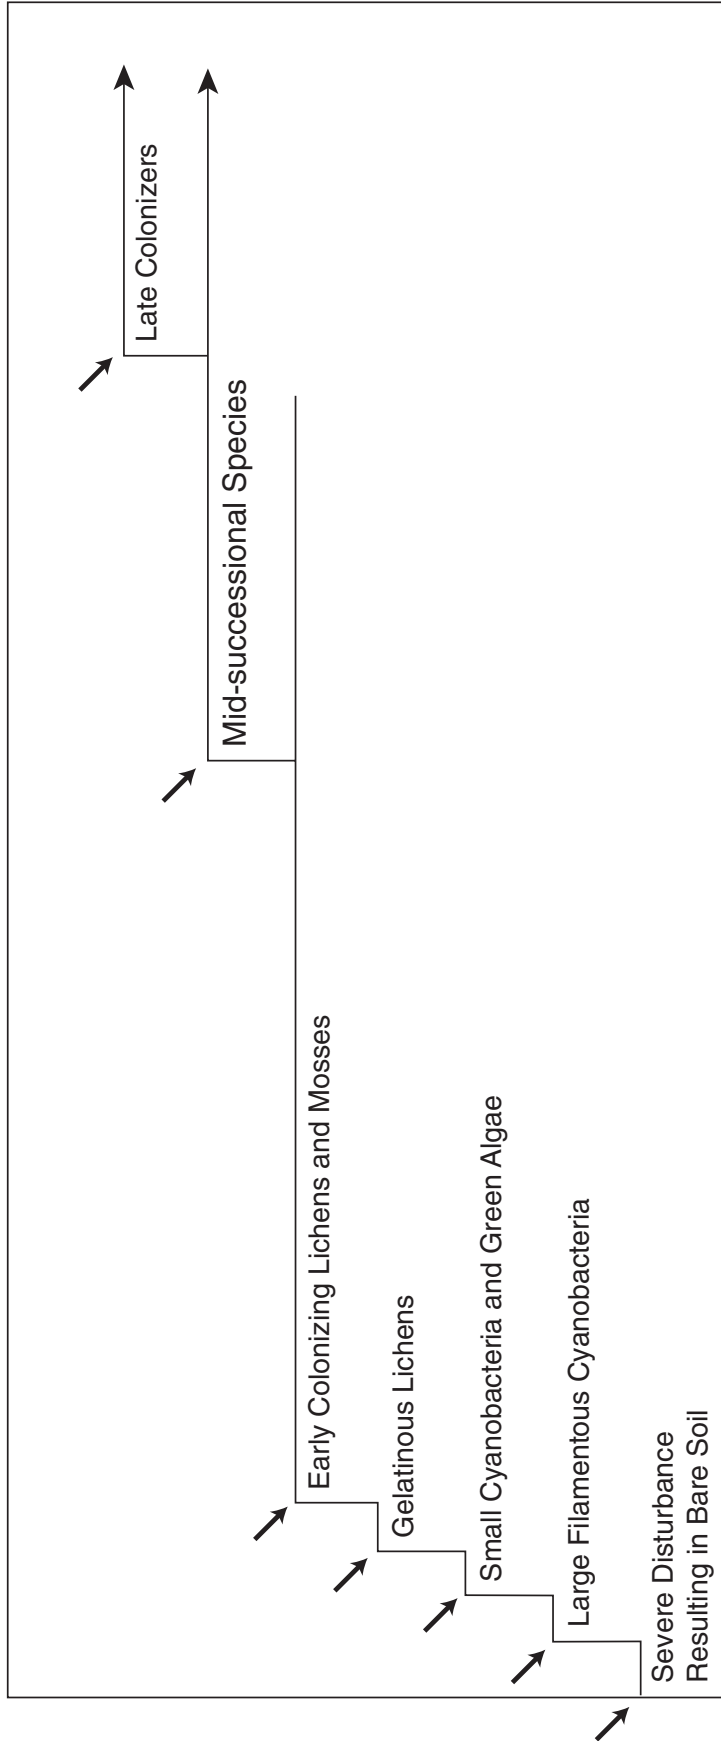 Severe Disturbance
Resulting in Bare Soil
Large Filamentous Cyanobacteria
Small Cyanobacteria and Green Algae
Gelatinous Lichens
Early Colonizing Lichens and Mosses
Mid-successional Species
Late Colonizers